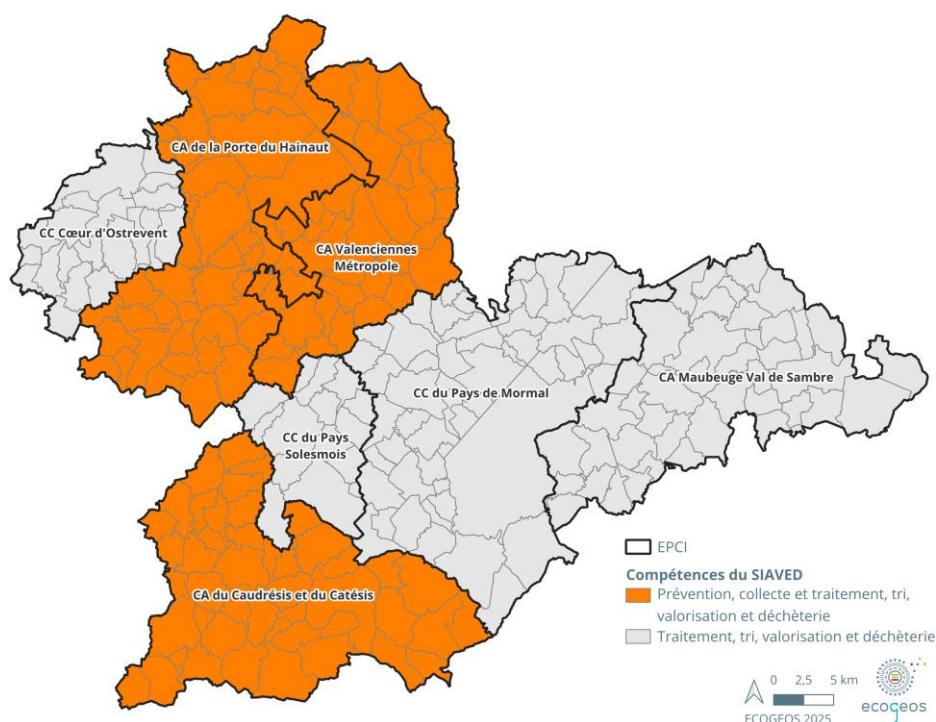 CA de la Porte du Hainaut
CC Cœur d'Ostrevent
CA Valenciennes
Métropole
CA Maubeuge Val de Sambre
CC du Pays de Mormal
CC du Pays
Solesmois
CA du Caudrésis et du Catésis
EPCI
Compétences du SIAVED
Prévention, collecte et traitement, tri,
valorisation et déchèterie
Traitement, tri, valorisation et déchèterie
0 2,5 5 km
ECOGEOS 2025
ecogeos